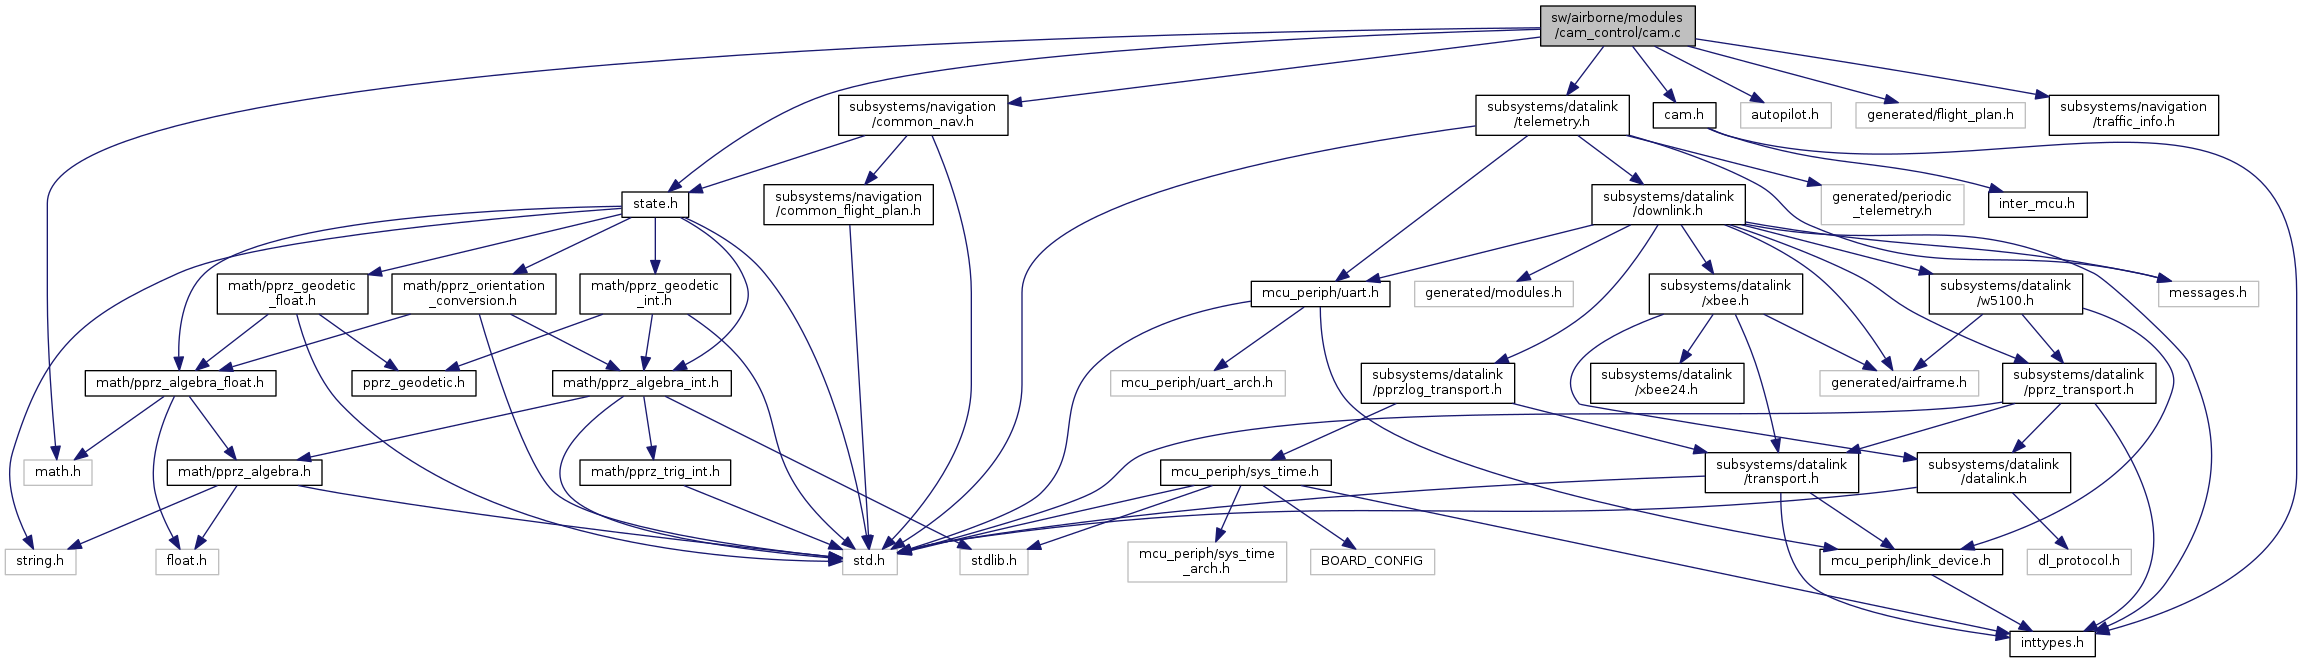 sw/airborne/modules
/cam_control/cam.c
subsystems/navigation
/common_nav.h
subsystems/datalink
/telemetry.h
cam.h
autopilot.h
generated/flight_plan.h
subsystems/navigation
/traffic_info.h
state.h
subsystems/navigation
/common_flight_plan.h
subsystems/datalink
/downlink.h
generated/periodic
_telemetry.h
inter_mcu.h
math/pprz_geodetic
_float.h
math/pprz_orientation
_conversion.h
math/pprz_geodetic
_int.h
mcu_periph/uart.h
generated/modules.h
subsystems/datalink
/xbee.h
subsystems/datalink
/w5100.h
messages.h
math/pprz_algebra_float.h
pprz_geodetic.h
math/pprz_algebra_int.h
mcu_periph/uart_arch.h
subsystems/datalink
/pprzlog_transport.h
subsystems/datalink
/xbee24.h
generated/airframe.h
subsystems/datalink
/pprz_transport.h
math.h
math/pprz_algebra.h
math/pprz_trig_int.h
mcu_periph/sys_time.h
subsystems/datalink
/transport.h
subsystems/datalink
/datalink.h
string.h
float.h
std.h
stdlib.h
mcu_periph/sys_time
_arch.h
BOARD_CONFIG
mcu_periph/link_device.h
dl_protocol.h
inttypes.h